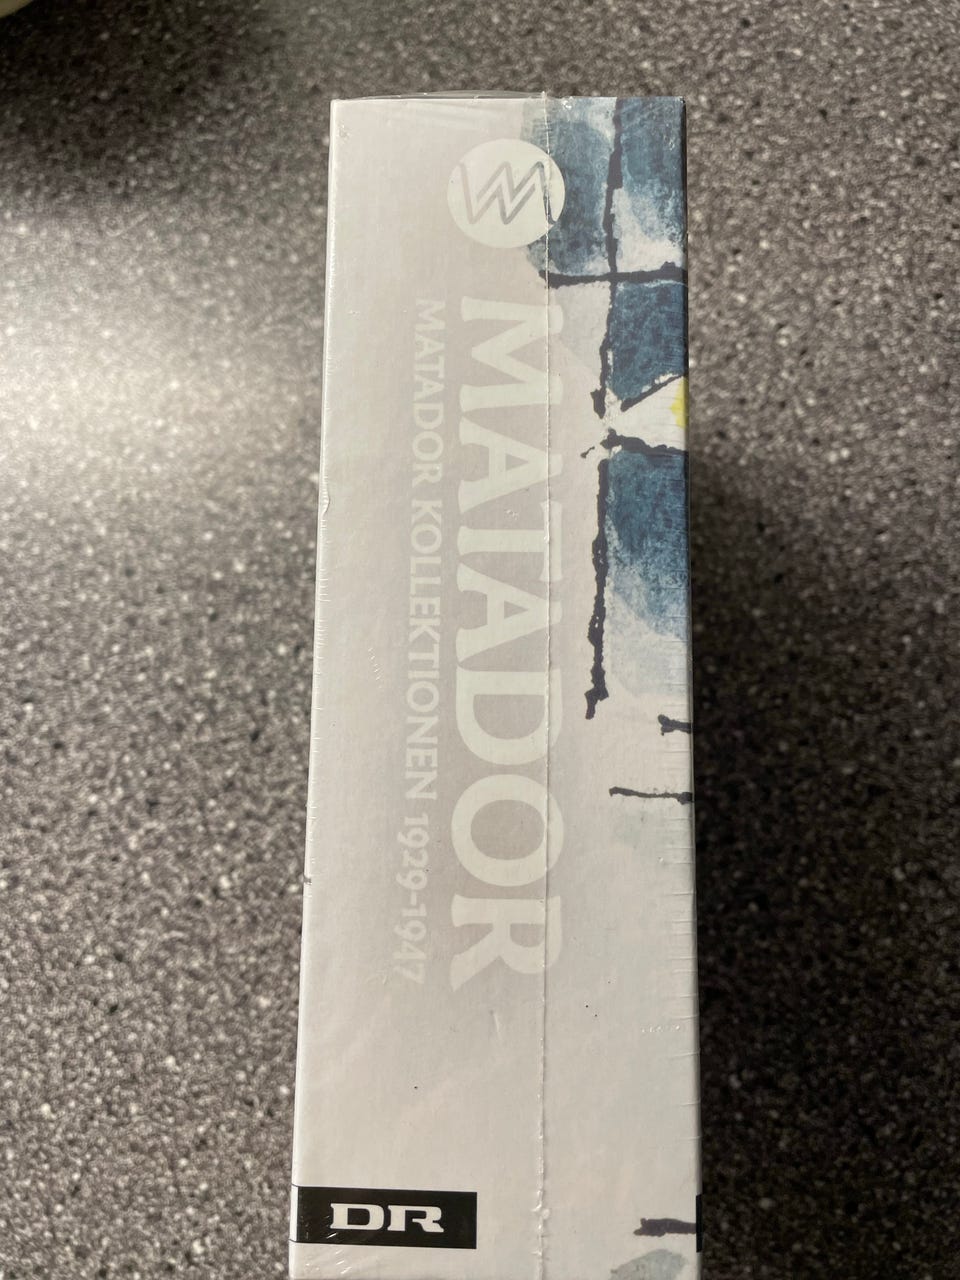 MATADOR
MATADOR KOLLEKTIONEN 1929-1947
DR